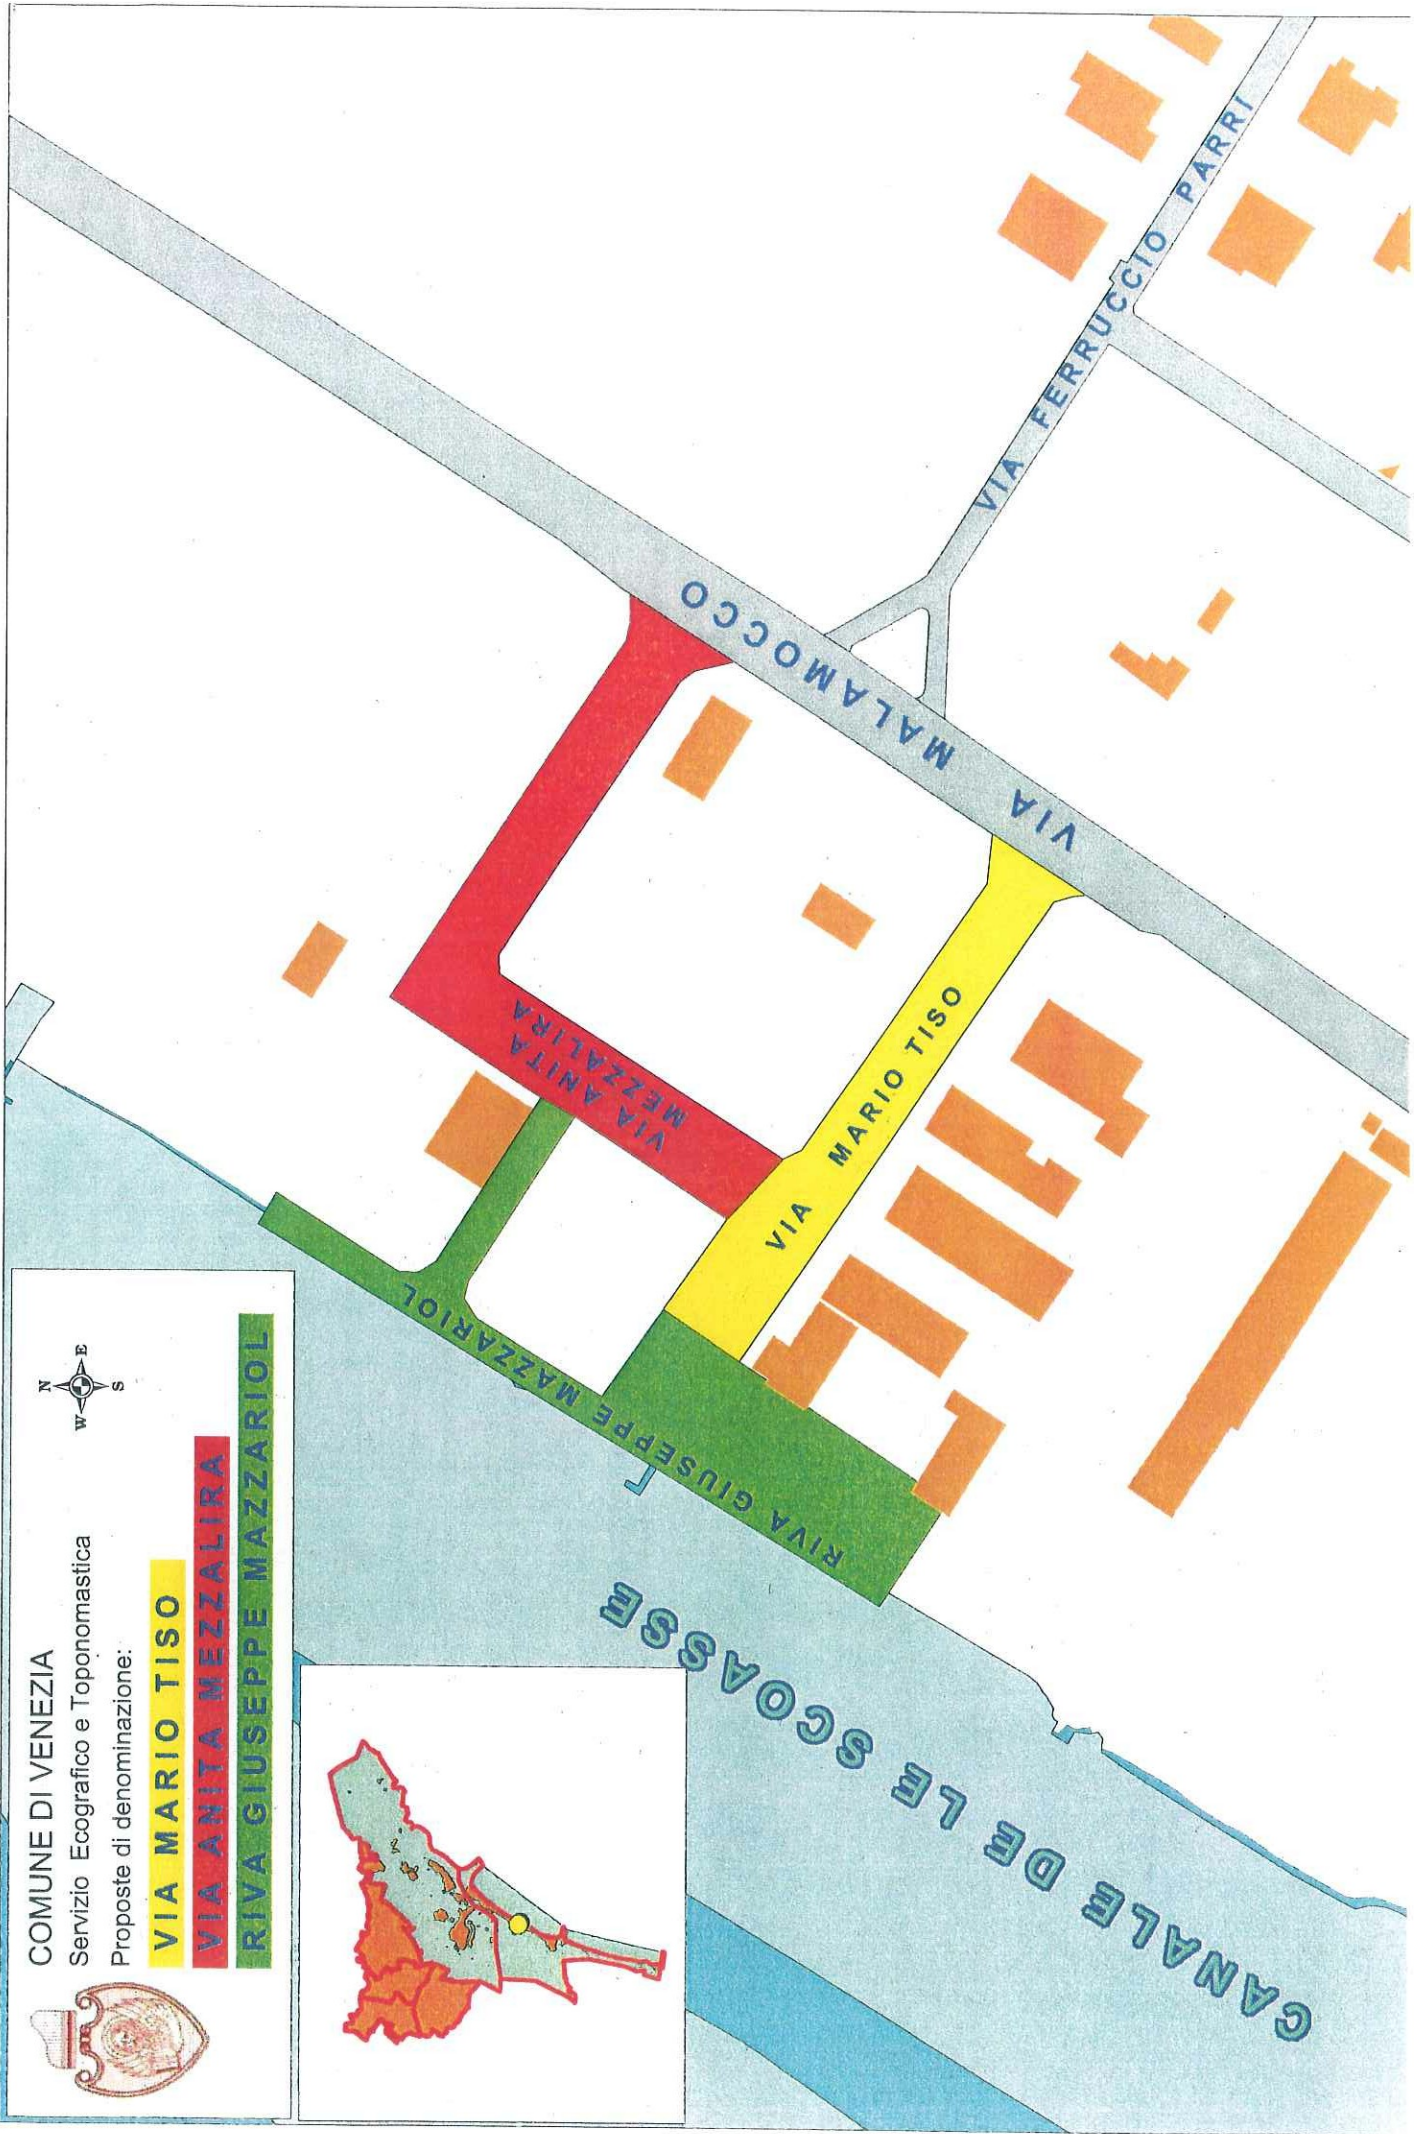 COMUNE DI VENEZIA
Servizio Ecografico e Toponomastica
Proposte di denominazione:
VIA MARIO TISO
VIA ANITA MEZZALIRA
RIVA GIUSEPPE MAZZARIOL
N
W
E
S
CANALE DE LE SCOASSE
RIVA GIUSEPPE MAZZARIOL
VIA ANITA
MEZZALIRA
VIA MARIO TISO
VIA MALAMOCCO
VIA FERRUCCIO PARRI